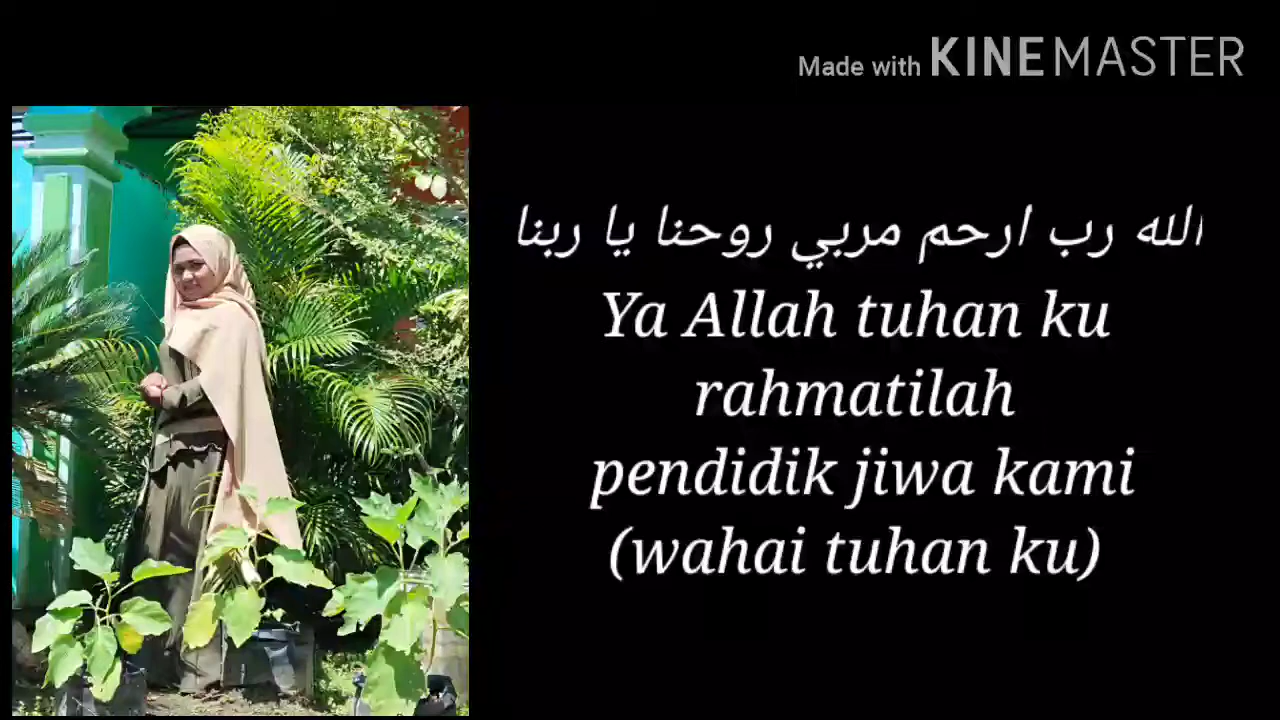 Made with KINEMASTER
الله رب ارحم مربي روحنا يا ربنا
Ya Allah tuhan ku
rahmatilah
pendidik jiwa kami
(wahai tuhan ku)